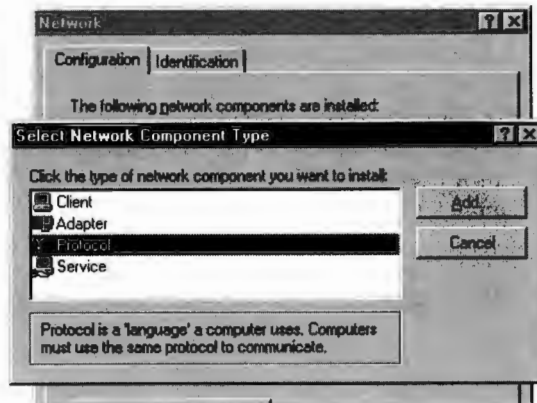 Network
Configuration Identification
The following network components are installed:
Select Network Component Type
Click the type of network component you want to install:
Client
Adapter
Protocol
Service
Add...
Cancel
Protocol is a 'language' a computer uses. Computers
must use the same protocol to communicate.